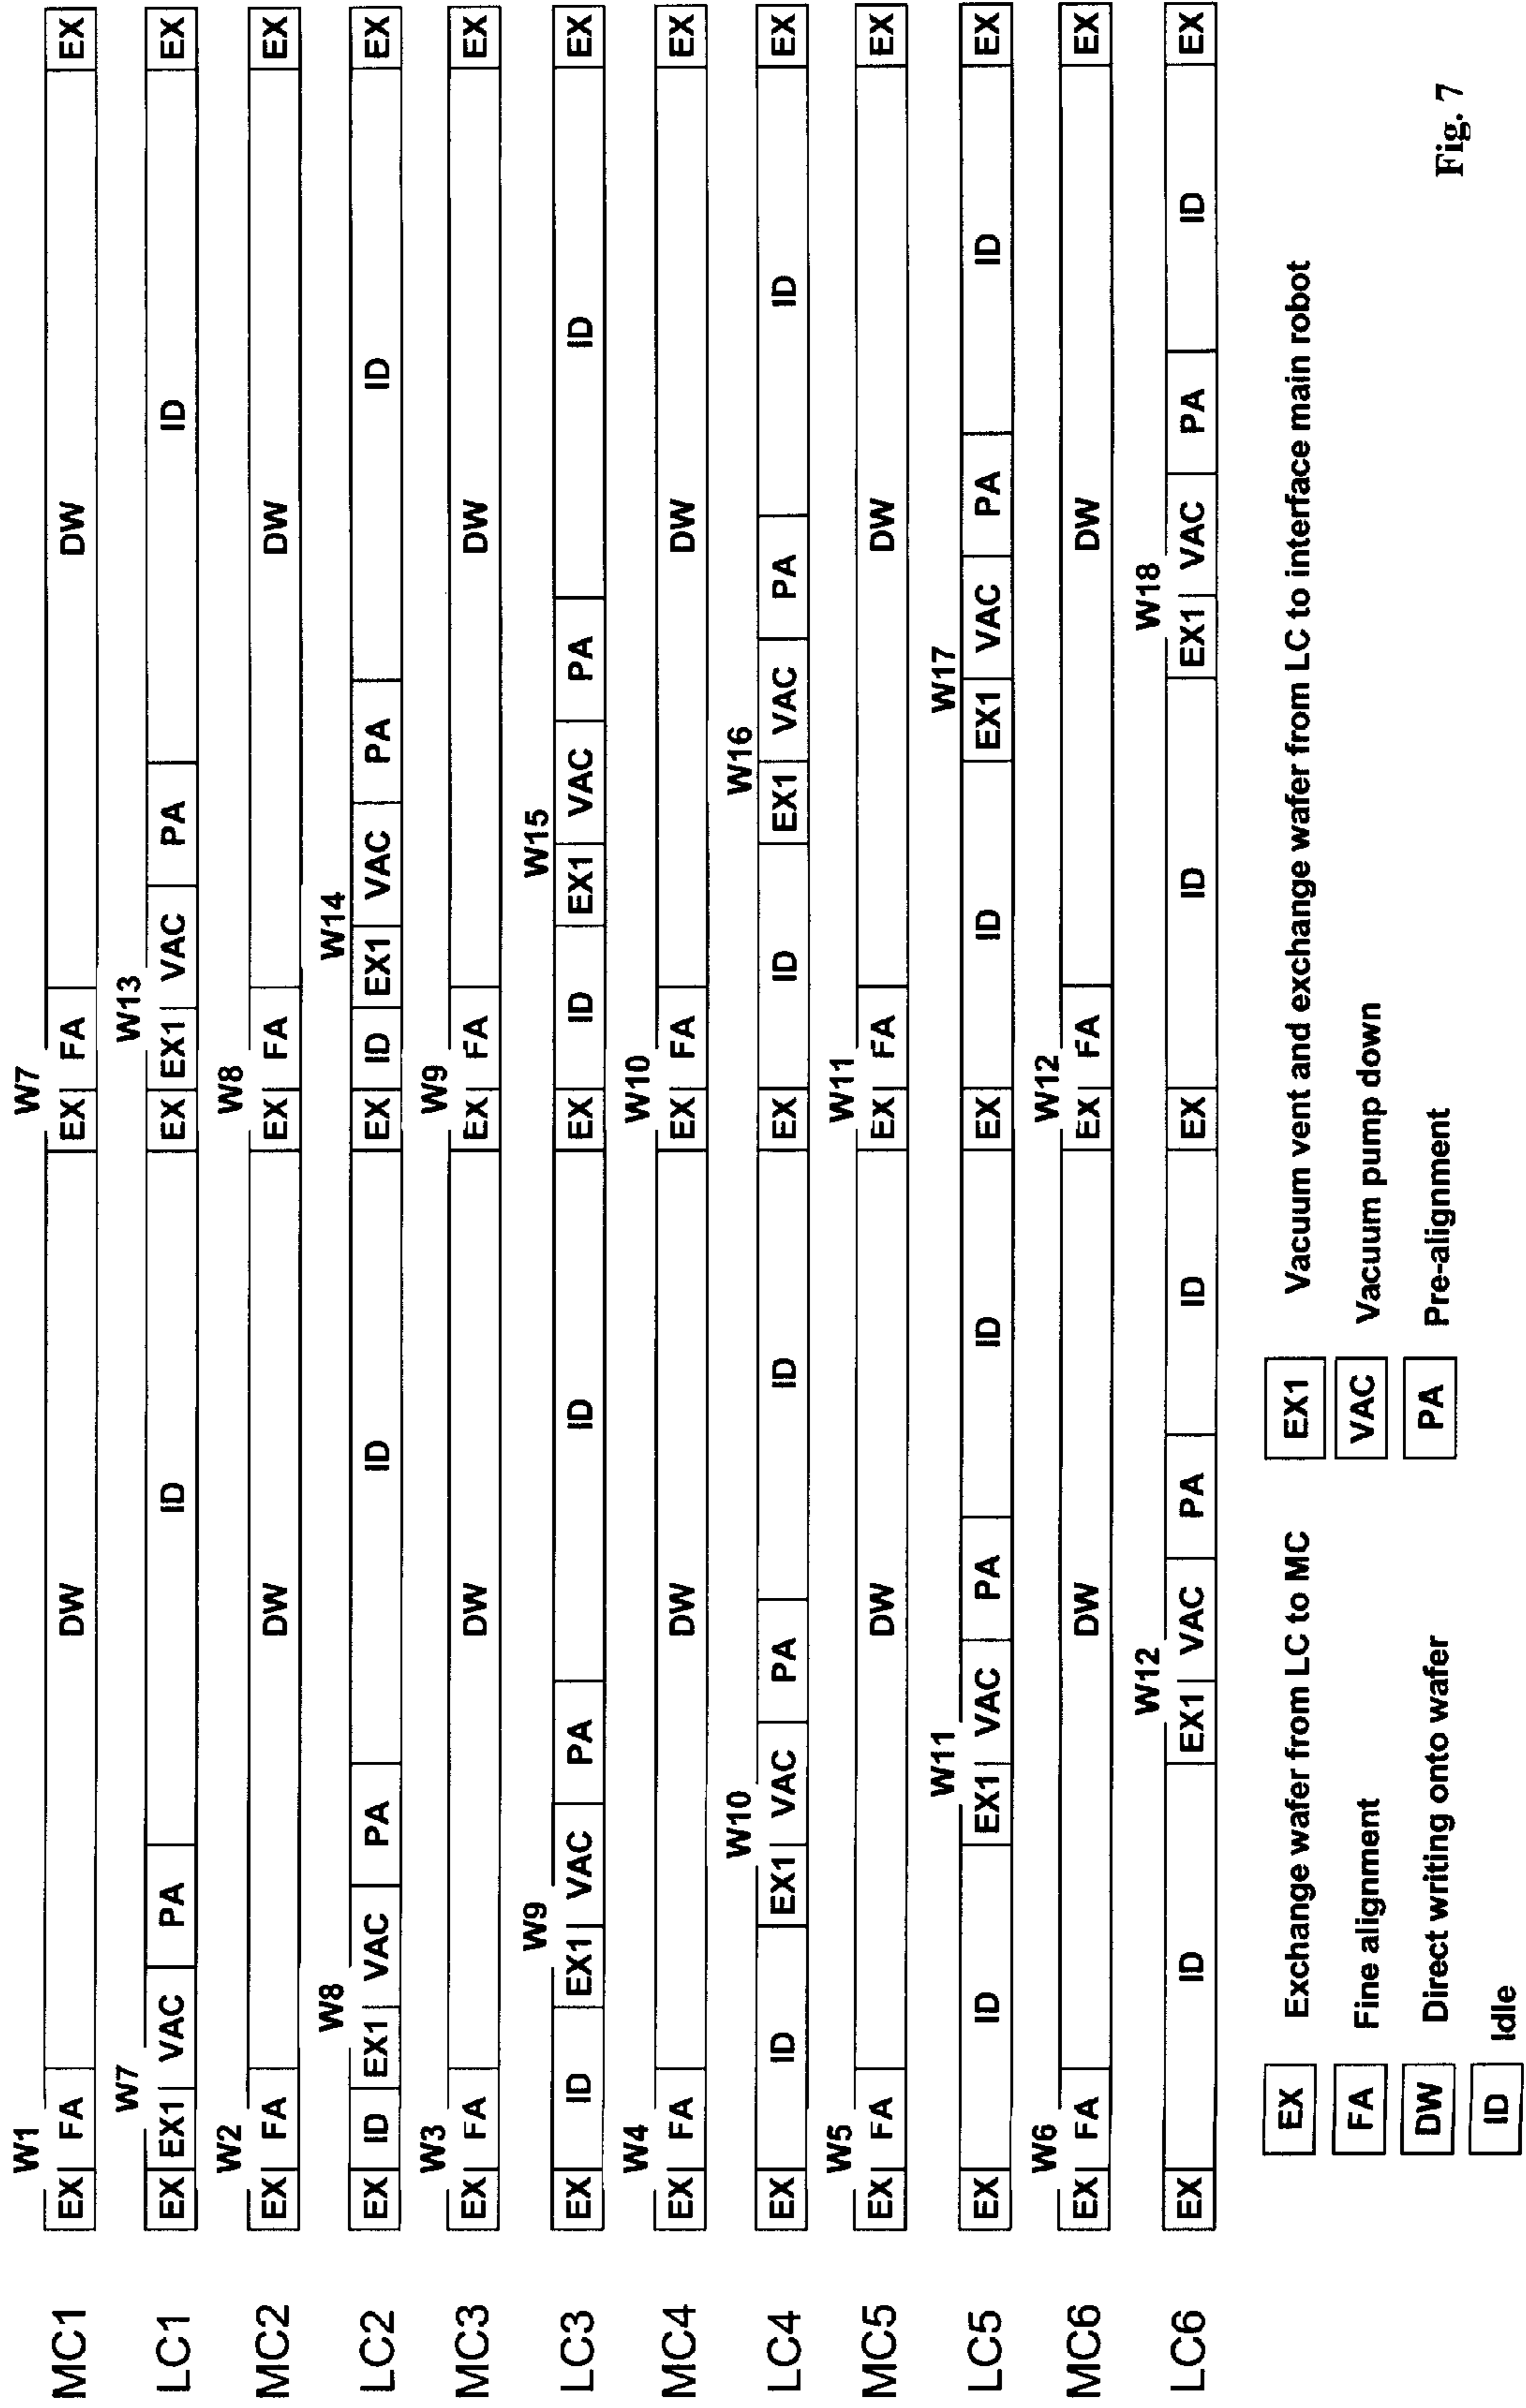 W1 W7
MC1 EX FA DW EX FA DW EX
W7 W13
LC1 EX EX1 VAC PA ID EX EX1 VAC PA ID EX
W2 W8
MC2 EX FA DW EX FA DW EX
W8 W14
LC2 EX ID EX1 VAC PA ID EX ID EX1 VAC PA ID EX
W3 W9
MC3 EX FA DW EX FA DW EX
W9 W15
LC3 EX ID EX1 VAC PA ID EX ID EX1 VAC PA ID EX
W4 W10
MC4 EX FA DW EX FA DW EX
W10 W16
LC4 EX ID EX1 VAC PA ID EX ID EX1 VAC PA ID EX
W5 W11
MC5 EX FA DW EX FA DW EX
W11 W17
LC5 EX ID EX1 VAC PA ID EX ID EX1 VAC PA ID EX
W6 W12
MC6 EX FA DW EX FA DW EX
W12 W18
LC6 EX ID EX1 VAC PA ID EX ID EX1 VAC PA ID EX
EX Exchange wafer from LC to MC
FA Fine alignment
DW Direct writing onto wafer
ID Idle
EX1 Vacuum vent and exchange wafer from LC to interface main robot
VAC Vacuum pump down
PA Pre-alignment
Fig. 7